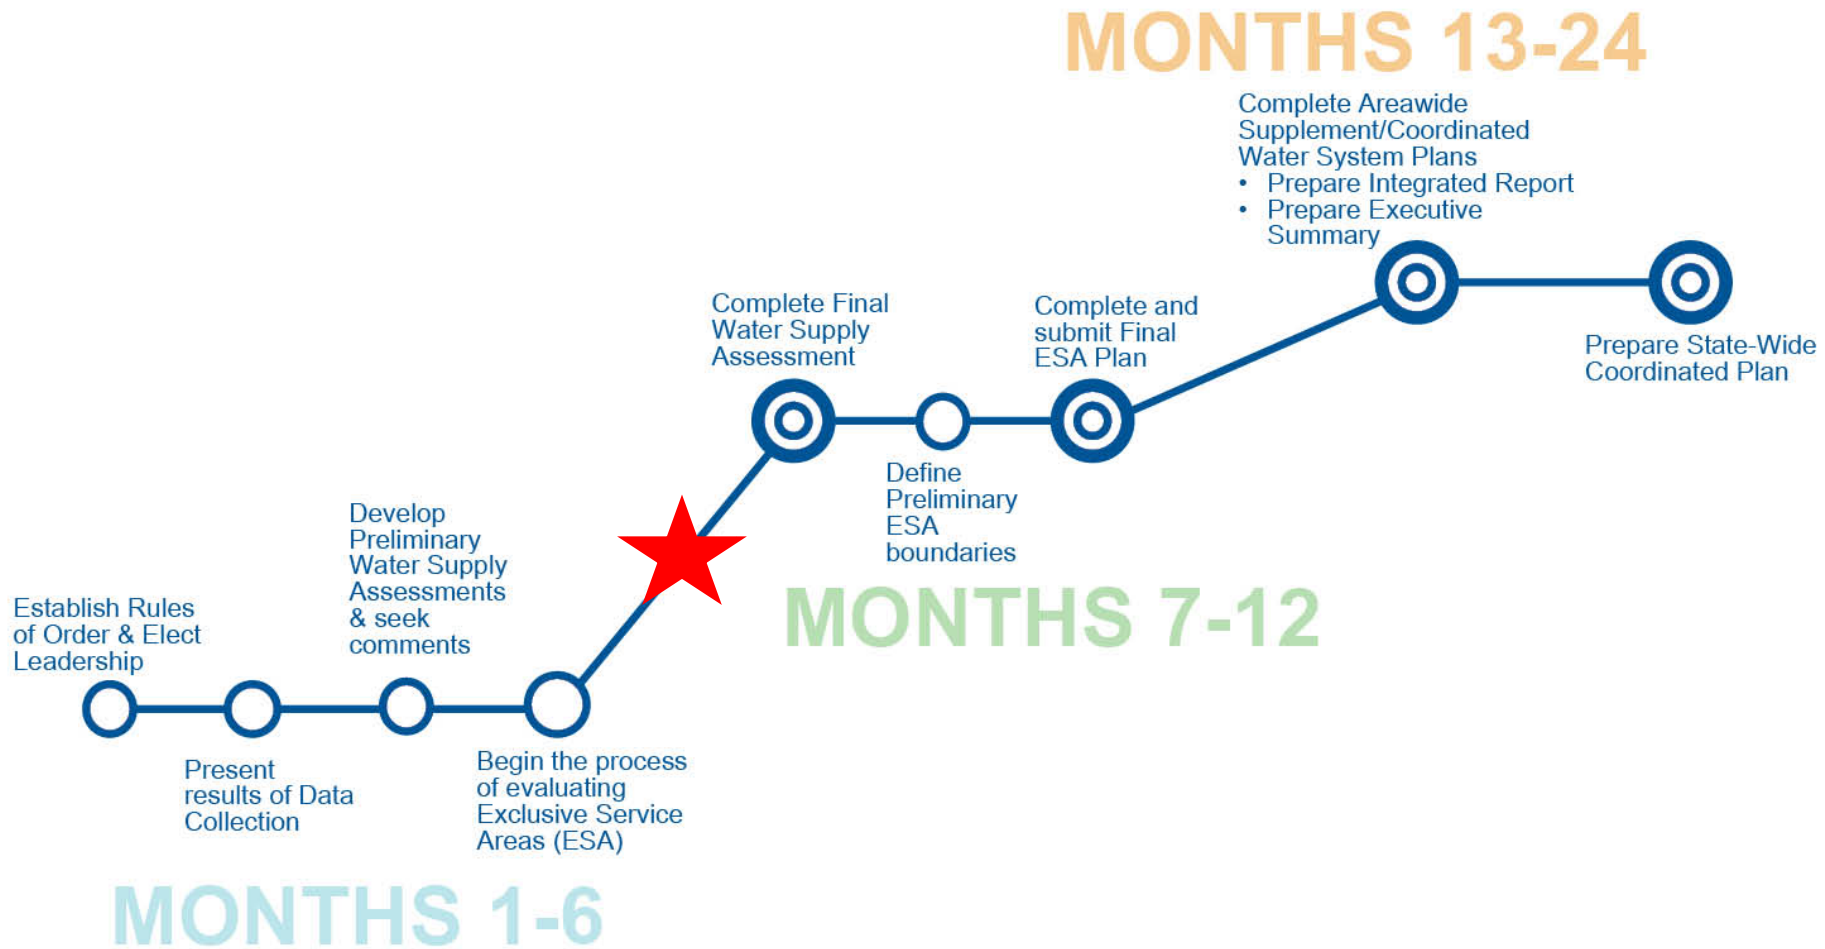 MONTHS 13-24
Complete Areawide
Supplement/Coordinated
Water System Plans
• Prepare Integrated Report
• Prepare Executive
Summary
Complete Final
Water Supply
Assessment
Complete and
submit Final
ESA Plan
Prepare State-Wide
Coordinated Plan
Define
Preliminary
ESA
boundaries
Develop
Preliminary
Water Supply
Assessments
& seek
comments
MONTHS 7-12
Establish Rules
of Order & Elect
Leadership
Present
results of Data
Collection
Begin the process
of evaluating
Exclusive Service
Areas (ESA)
MONTHS 1-6